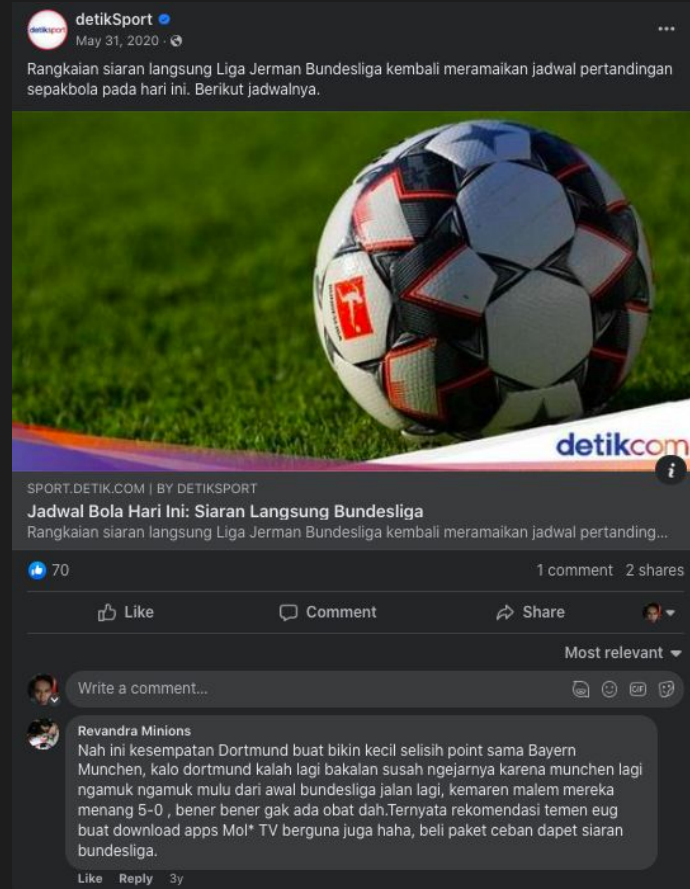 detikSport
May 31, 2020 ·
Rangkaian siaran langsung Liga Jerman Bundesliga kembali meramaikan jadwal pertandingan
sepakbola pada hari ini. Berikut jadwalnya.
detiksport
detikcom
SPORT.DETIK.COM | BY DETIKSPORT
Jadwal Bola Hari Ini: Siaran Langsung Bundesliga
Rangkaian siaran langsung Liga Jerman Bundesliga kembali meramaikan jadwal pertanding...
70
1 comment 2 shares
Like Comment Share
Most relevant
Write a comment...
GIF
Revandra Minions
Nah ini kesempatan Dortmund buat bikin kecil selisih point sama Bayern
Munchen, kalo dortmund kalah lagi bakalan susah ngejarnya karena munchen lagi
ngamuk ngamuk mulu dari awal bundesliga jalan lagi, kemaren malem mereka
menang 5-0 , bener bener gak ada obat dah.Ternyata rekomendasi temen eug
buat download apps Mol* TV berguna juga haha, beli paket ceban dapet siaran
bundesliga.
Like Reply 3y